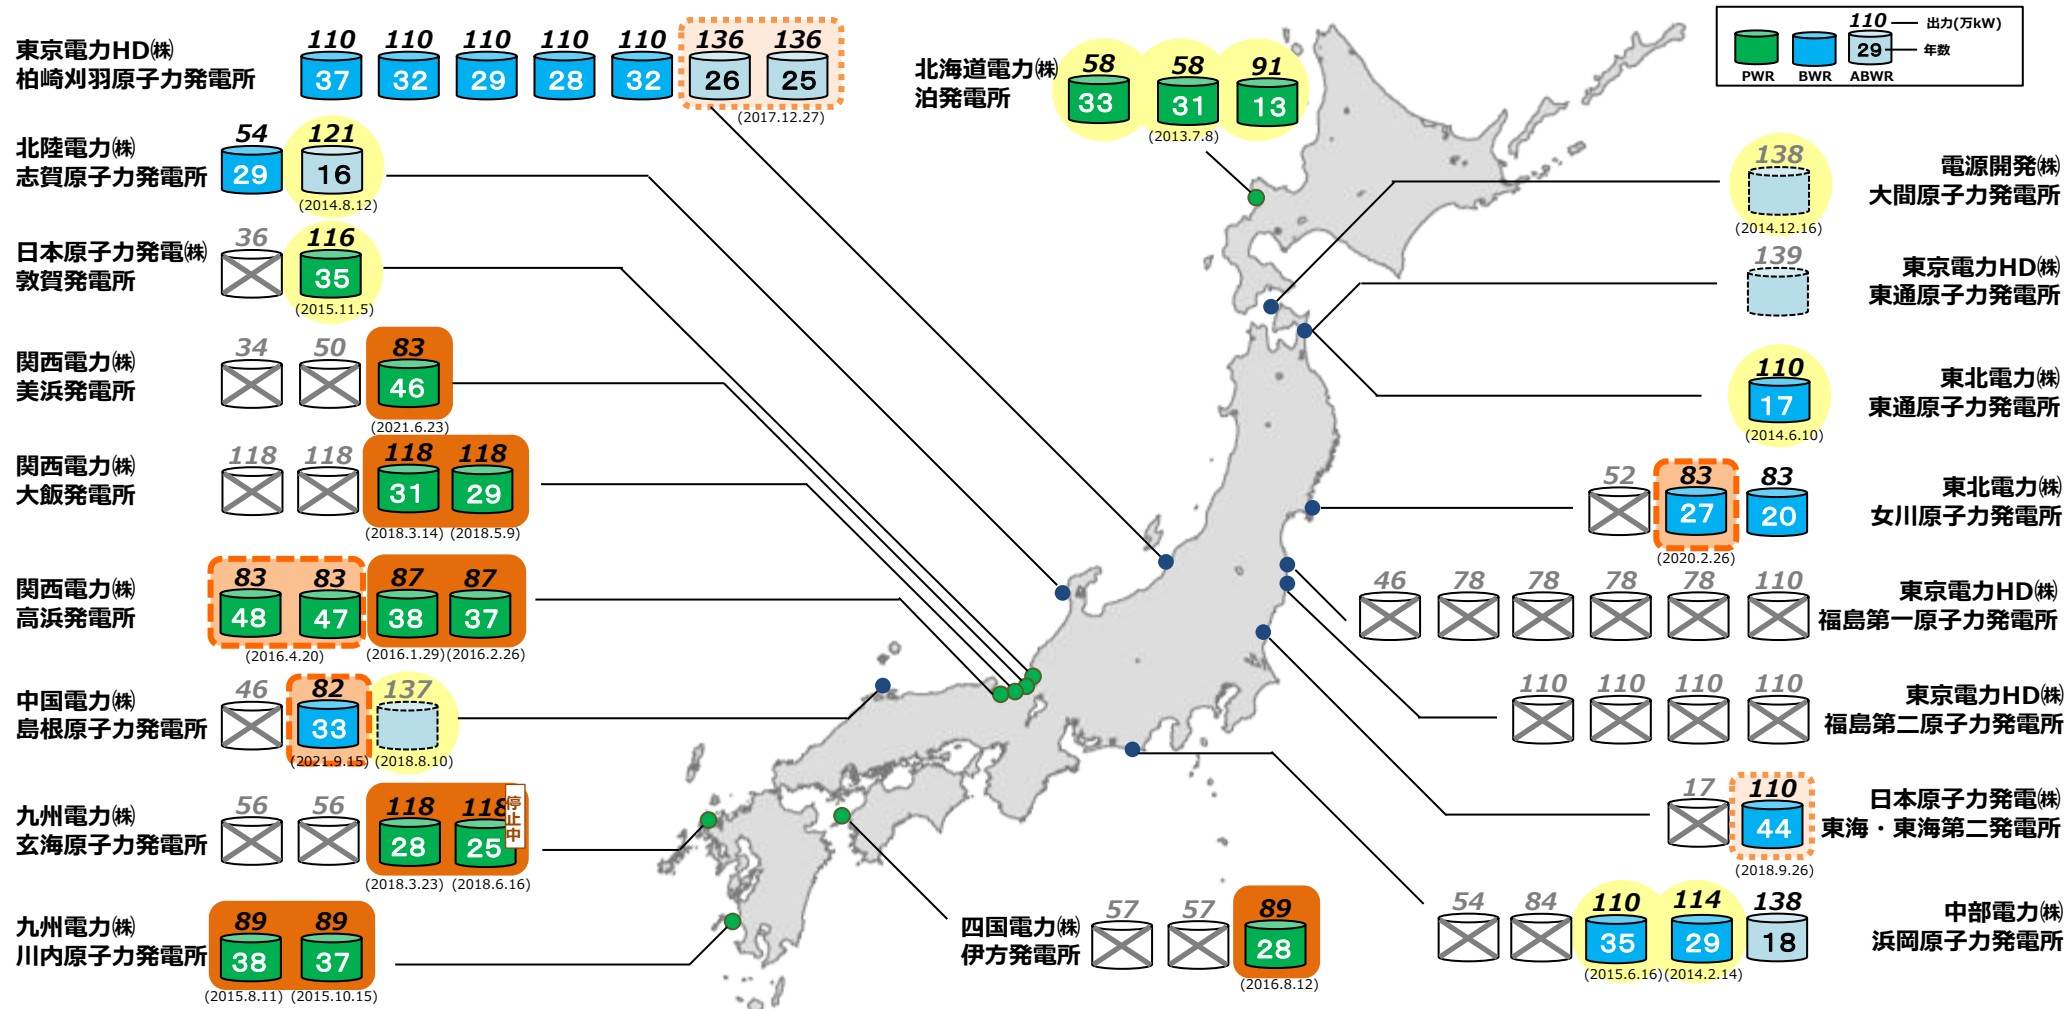 110 出力(万kW)
29 年数
PWR BWR ABWR
東京電力HD㈱
柏崎刈羽原子力発電所
110 110 110 110 110 136 136
37 32 29 28 32 26 25
(2017.12.27)
北海道電力㈱
泊発電所
58 58 91
33 31 13
(2013.7.8)
北陸電力㈱
志賀原子力発電所
54 121
29 16
(2014.8.12)
日本原子力発電㈱
敦賀発電所
36 116
35
(2015.11.5)
関西電力㈱
美浜発電所
34 50 83
46
(2021.6.23)
関西電力㈱
大飯発電所
118 118 118 118
31 29
(2018.3.14) (2018.5.9)
関西電力㈱
高浜発電所
83 83 87 87
48 47 38 37
(2016.4.20) (2016.1.29) (2016.2.26)
中国電力㈱
島根原子力発電所
46 82 137
33
(2021.9.15) (2018.8.10)
九州電力㈱
玄海原子力発電所
56 56 118 118
28 25
停止中
(2018.3.23) (2018.6.16)
九州電力㈱
川内原子力発電所
89 89
38 37
(2015.8.11) (2015.10.15)
四国電力㈱
伊方発電所
57 57 89
28
(2016.8.12)
138
電源開発㈱
大間原子力発電所
(2014.12.16)
139
東京電力HD㈱
東通原子力発電所
110
17
東北電力㈱
東通原子力発電所
(2014.6.10)
52 83 83
27 20
東北電力㈱
女川原子力発電所
(2020.2.26)
46 78 78 78 78 110
東京電力HD㈱
福島第一原子力発電所
110 110 110 110
東京電力HD㈱
福島第二原子力発電所
17 110
44
日本原子力発電㈱
東海・東海第二発電所
(2018.9.26)
54 84 110 114 138
35 29 18
中部電力㈱
浜岡原子力発電所
(2015.6.16) (2014.2.14)